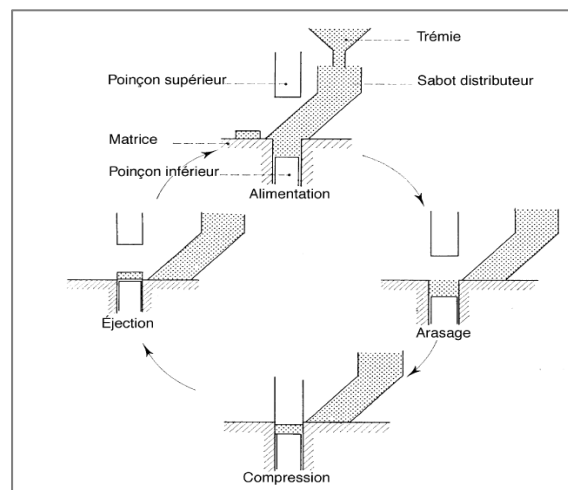 Trémie
Poinçon supérieur
Sabot distributeur
Matrice
Poinçon inférieur
Alimentation
Éjection
Arasage
Compression